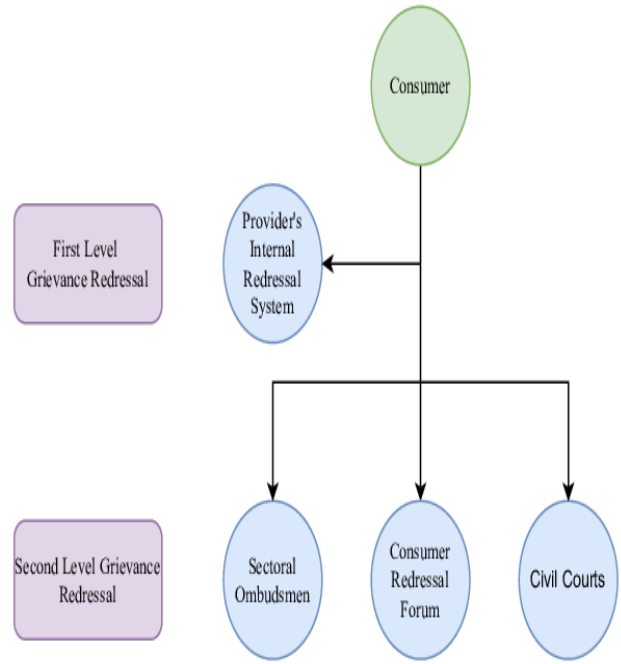 Consumer
First Level
Grievance Redressal
Provider's
Internal
Redressal
System
Second Level Grievance
Redressal
Sectoral
Ombudsmen
Consumer
Redressal
Forum
Civil Courts